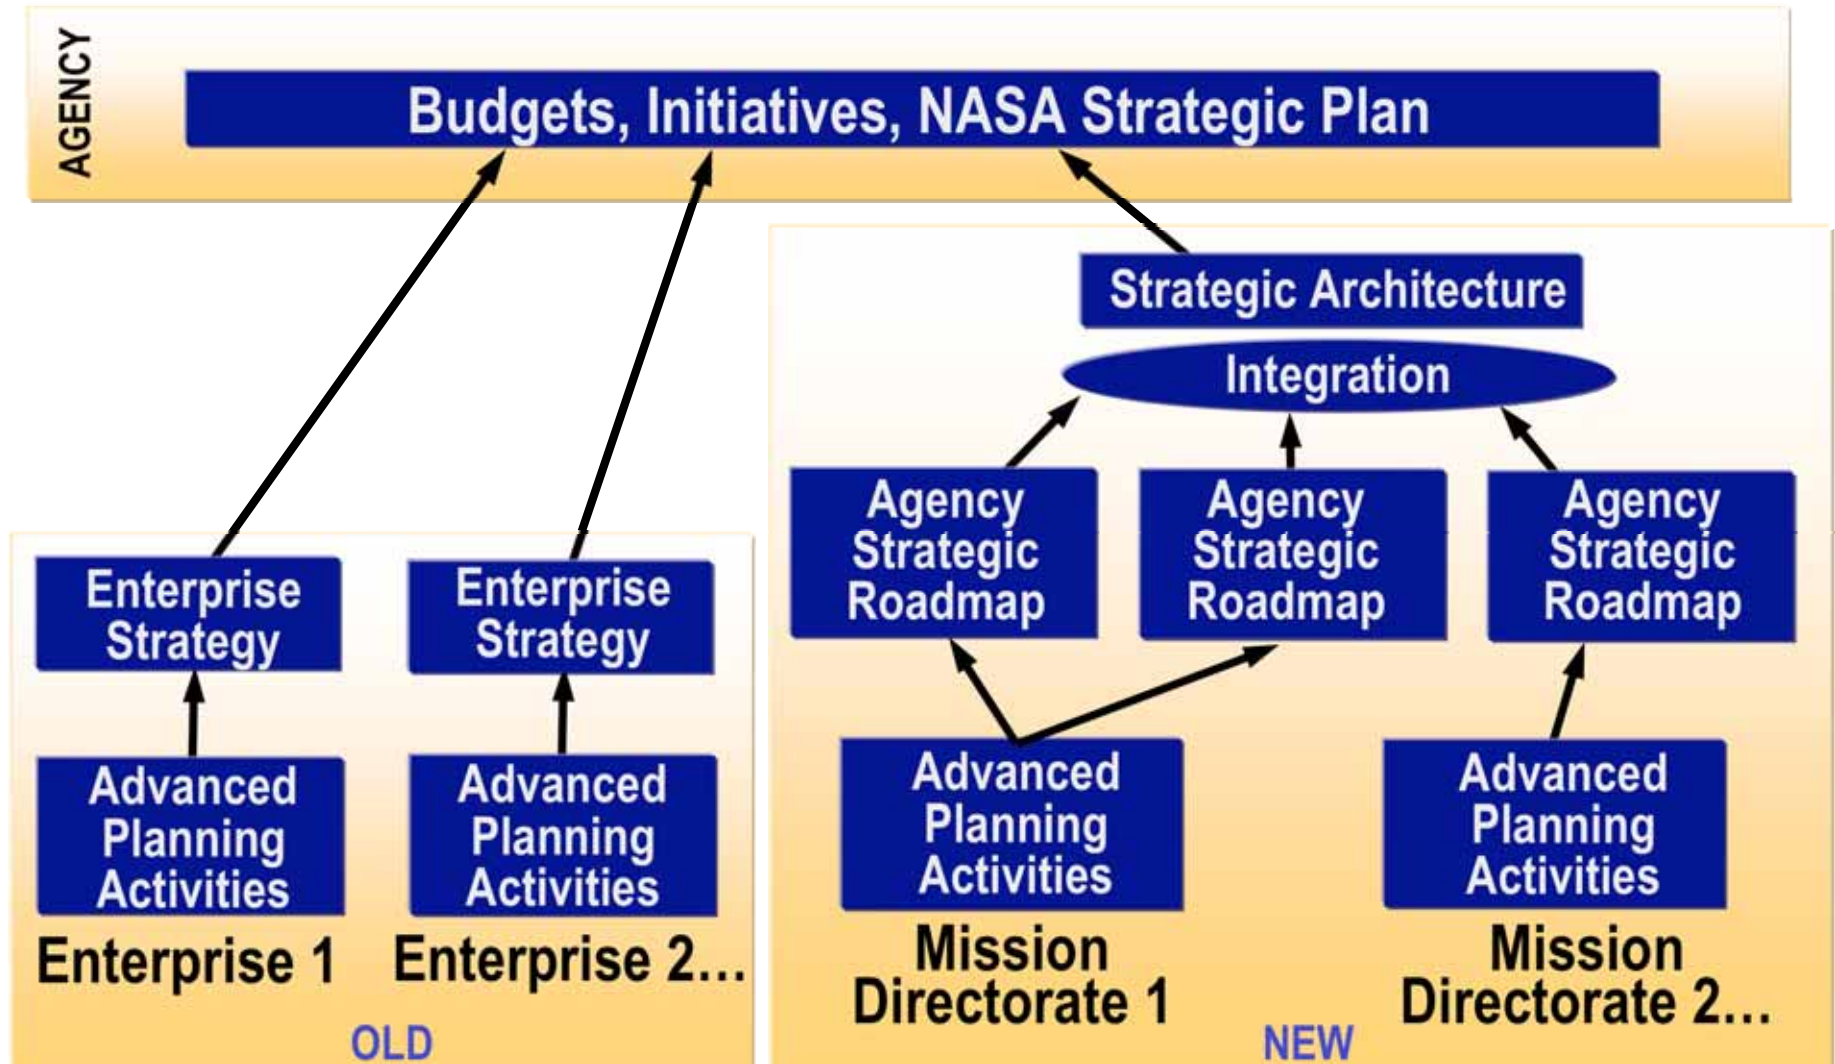 AGENCY
Budgets, Initiatives, NASA Strategic Plan
Strategic Architecture
Integration
Agency
Strategic
Roadmap
Agency
Strategic
Roadmap
Agency
Strategic
Roadmap
Enterprise
Strategy
Enterprise
Strategy
Advanced
Planning
Activities
Enterprise 1
Advanced
Planning
Activities
Enterprise 2...
OLD
Advanced
Planning
Activities
Mission
Directorate 1
Advanced
Planning
Activities
Mission
Directorate 2...
NEW